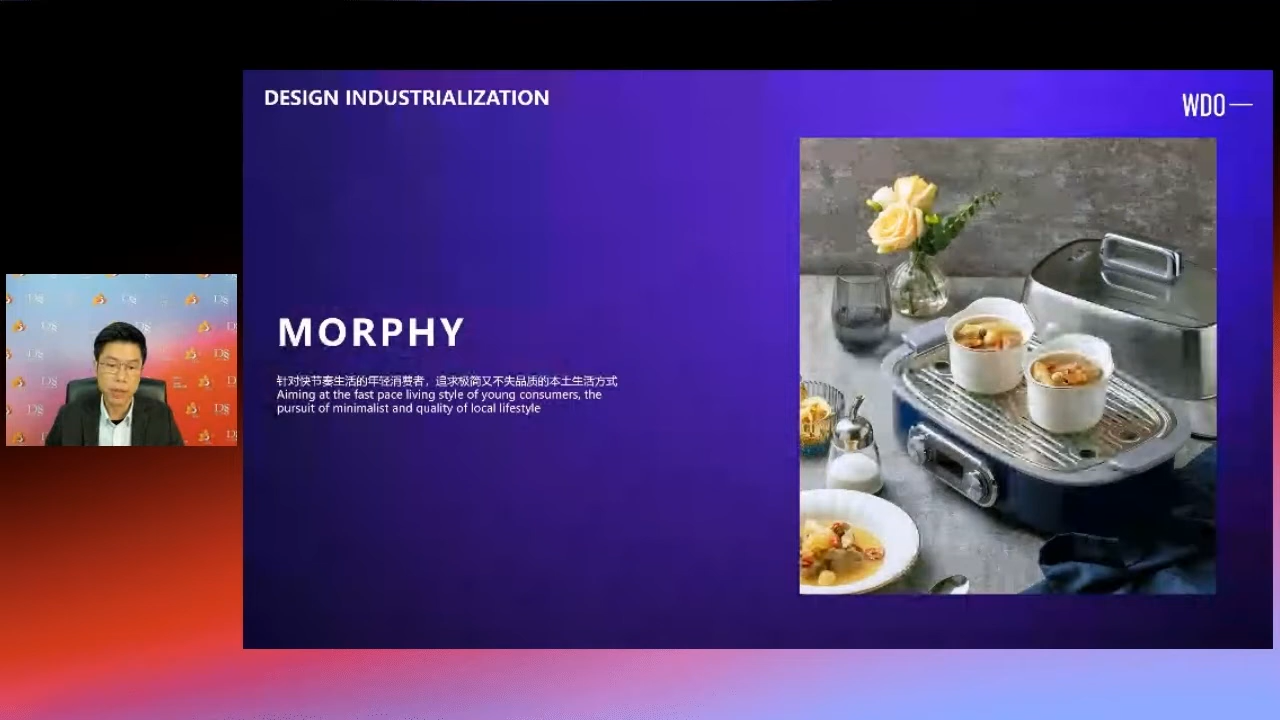 DESIGN INDUSTRIALIZATION
WDO—
MORPHY
针对快节奏生活的年轻消费者，追求极简又不失品质的本土生活方式
Aiming at the fast pace living style of young consumers, the
pursuit of minimalist and quality of local lifestyle